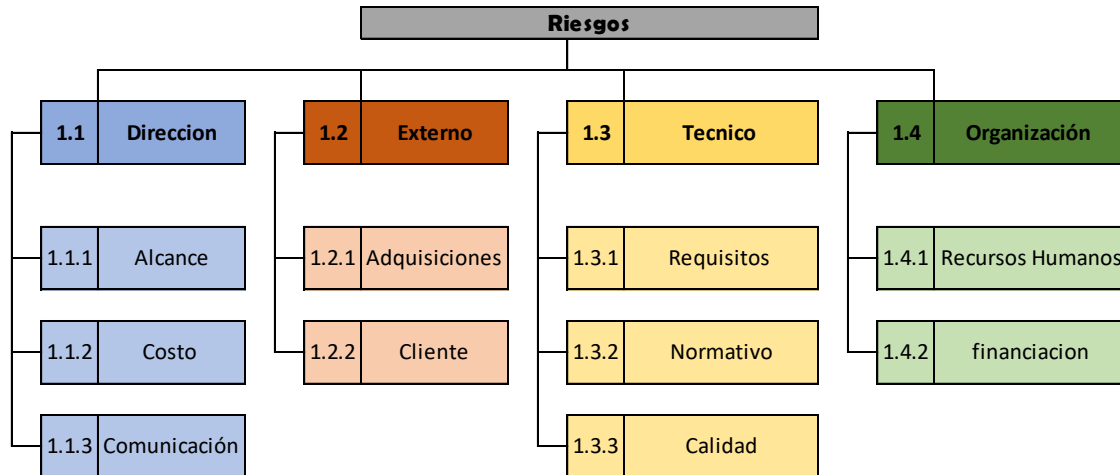 Riesgos
1.1 Direccion
1.2 Externo
1.3 Tecnico
1.4 Organización
1.1.1 Alcance
1.2.1 Adquisiciones
1.3.1 Requisitos
1.4.1 Recursos Humanos
1.1.2 Costo
1.2.2 Cliente
1.3.2 Normativo
1.4.2 financiacion
1.1.3 Comunicación
1.3.3 Calidad